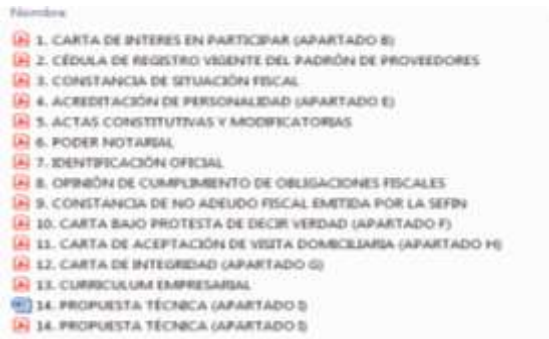 Nombre
1. CARTA DE INTERES EN PARTICIPAR (APARTADO B)
2. CÉDULA DE REGISTRO VIGENTE DEL PADRÓN DE PROVEEDORES
3. CONSTANCIA DE SITUACIÓN FISCAL
4. ACREDITACIÓN DE PERSONALIDAD (APARTADO E)
5. ACTAS CONSTITUTIVAS Y MODIFICATORIAS
6. PODER NOTARIAL
7. IDENTIFICACIÓN OFICIAL
8. OPINIÓN DE CUMPLIMIENTO DE OBLIGACIONES FISCALES
9. CONSTANCIA DE NO ADEUDO FISCAL EMITIDA POR LA SEFIN
10. CARTA BAJO PROTESTA DE DECIR VERDAD (APARTADO F)
11. CARTA DE ACEPTACIÓN DE VISITA DOMICILIARIA (APARTADO H)
12. CARTA DE INTEGRIDAD (APARTADO G)
13. CURRICULUM EMPRESARIAL
14. PROPUESTA TÉCNICA (APARTADO I)
14. PROPUESTA TÉCNICA (APARTADO I)